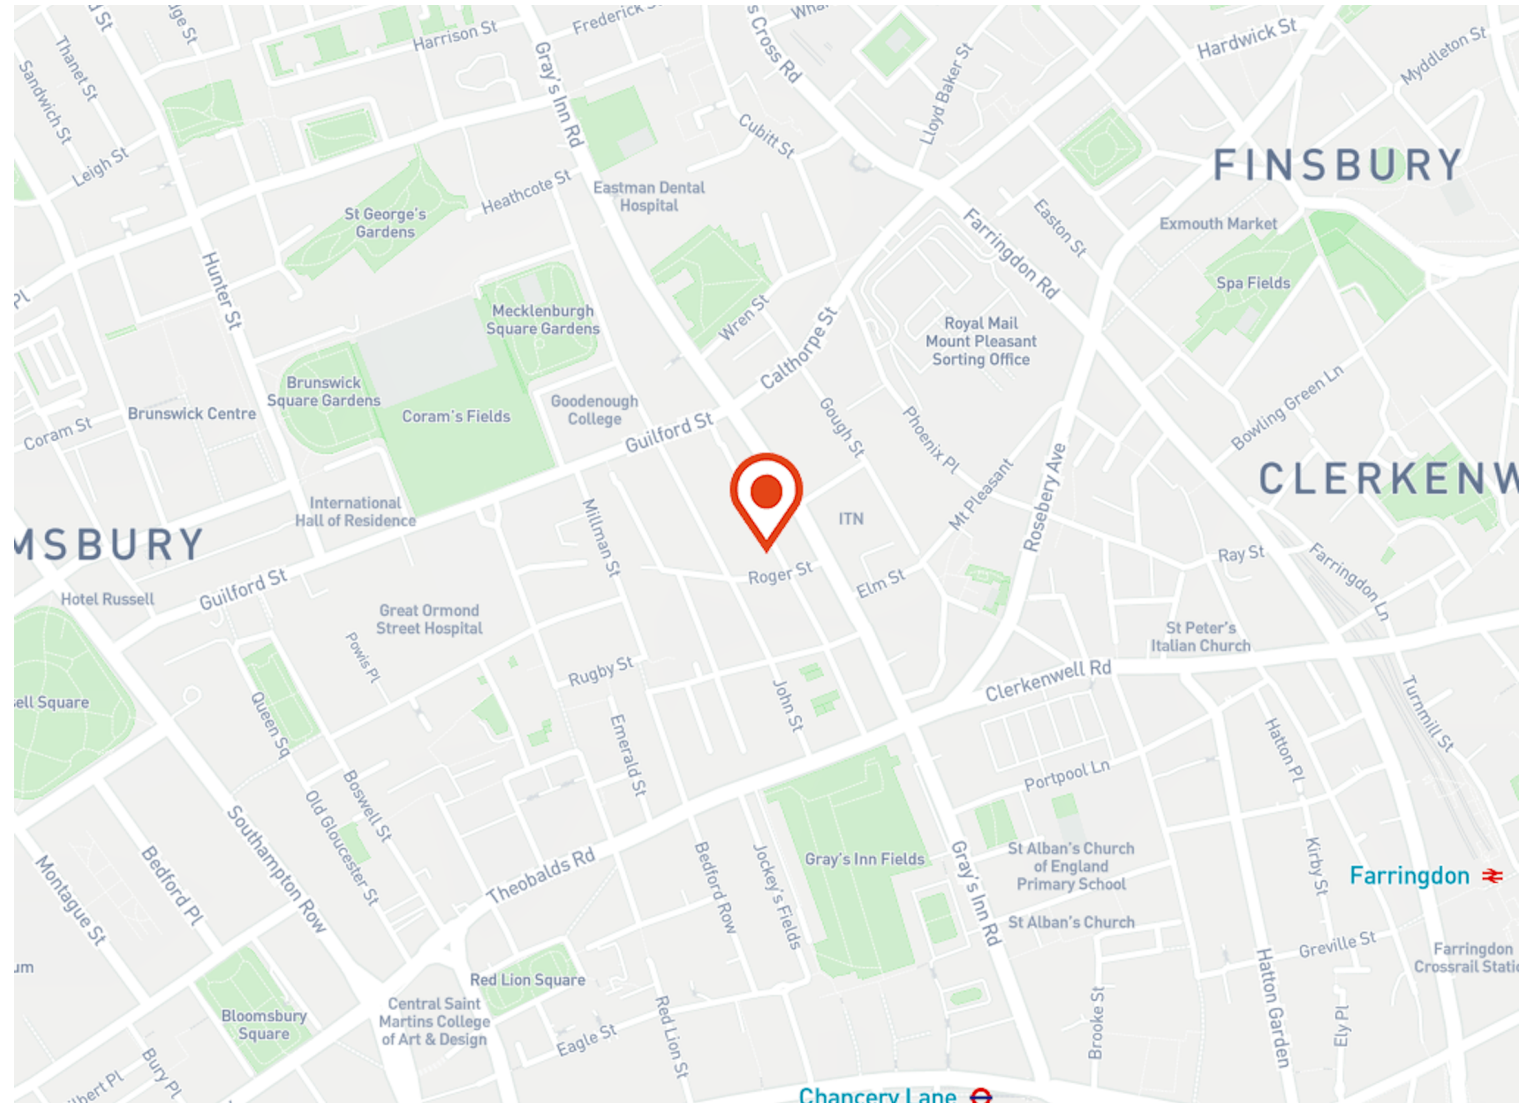 Harrison St
Thanet St
Sandwich St
Leigh St
Gray's Inn Rd
s Cross Rd
Lloyd Baker St
Hardwick St
Myddleton St
Cubitt St
FINSBURY
Heathcote St
Eastman Dental
Hospital
St George's
Gardens
Exmouth Market
Easton St
Farringdon Rd
Hunter St
Spa Fields
Mecklenburgh
Square Gardens
Wren St
Calthorpe St
Royal Mail
Mount Pleasant
Sorting Office
Brunswick
Square Gardens
Brunswick Centre
Coram St
Coram's Fields
Goodenough
College
Guilford St
Gough St
Phoenix Pl
Bowling Green Ln
CLERKENW
Mt Pleasant
Rosebery Ave
International
Hall of Residence
Millman St
ITN
MSBURY
Ray St
Farringdon Ln
Roger St
Elm St
Hotel Russell
Guilford St
Great Ormond
Street Hospital
Powis Pl
St Peter's
Italian Church
Rugby St
Clerkenwell Rd
ell Square
Queen Sq
John St
Turnmill St
Emerald St
Hatton Pl
Portpool Ln
Boswell St
Old Gloucester St
Southampton Row
Bedford Pl
Montague St
Theobalds Rd
Bedford Row
Jockey's Fields
Gray's Inn Fields
Gray's Inn Rd
St Alban's Church
of England
Primary School
St Alban's Church
Kirby St
Farringdon
Greville St
Farringdon
Crossrail Static
um
Red Lion Square
Central Saint
Martins College
of Art & Design
Bloomsbury
Square
Eagle St
Red Lion St
Brooke St
Hatton Garden
Ely Pl
Bury Pl
lbert Pl
Chancery Lane